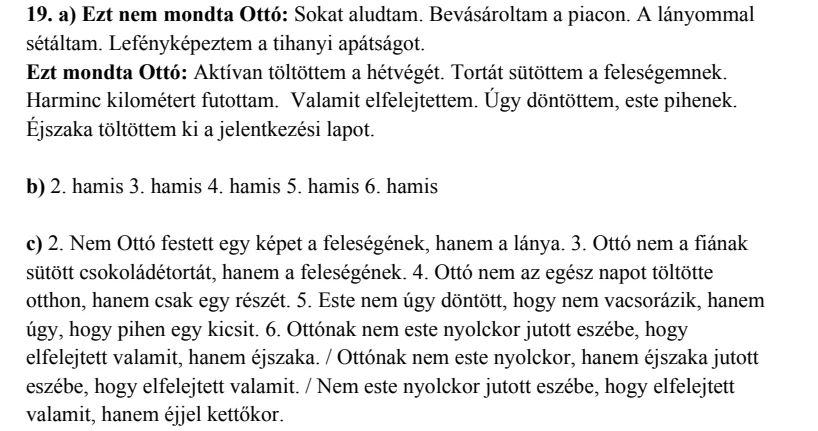 19. a) Ezt nem mondta Ottó: Sokat aludtam. Bevásároltam a piacon. A lányommal
sétáltam. Lefényképeztem a tihanyi apátságot.
Ezt mondta Ottó: Aktívan töltöttem a hétvégét. Tortát sütöttem a feleségemnek.
Harminc kilométert futottam.  Valamit elfelejtettem. Úgy döntöttem, este pihenek.
Éjszaka töltöttem ki a jelentkezési lapot.
b) 2. hamis 3. hamis 4. hamis 5. hamis 6. hamis
c) 2. Nem Ottó festett egy képet a feleségének, hanem a lánya. 3. Ottó nem a fiának
sütött csokoládétortát, hanem a feleségének. 4. Ottó nem az egész napot töltötte
otthon, hanem csak egy részét. 5. Este nem úgy döntött, hogy nem vacsorázik, hanem
úgy, hogy pihen egy kicsit. 6. Ottónak nem este nyolckor jutott eszébe, hogy
elfelejtett valamit, hanem éjszaka. / Ottónak nem este nyolckor, hanem éjszaka jutott
eszébe, hogy elfelejtett valamit. / Nem este nyolckor jutott eszébe, hogy elfelejtett
valamit, hanem éjjel kettőkor.